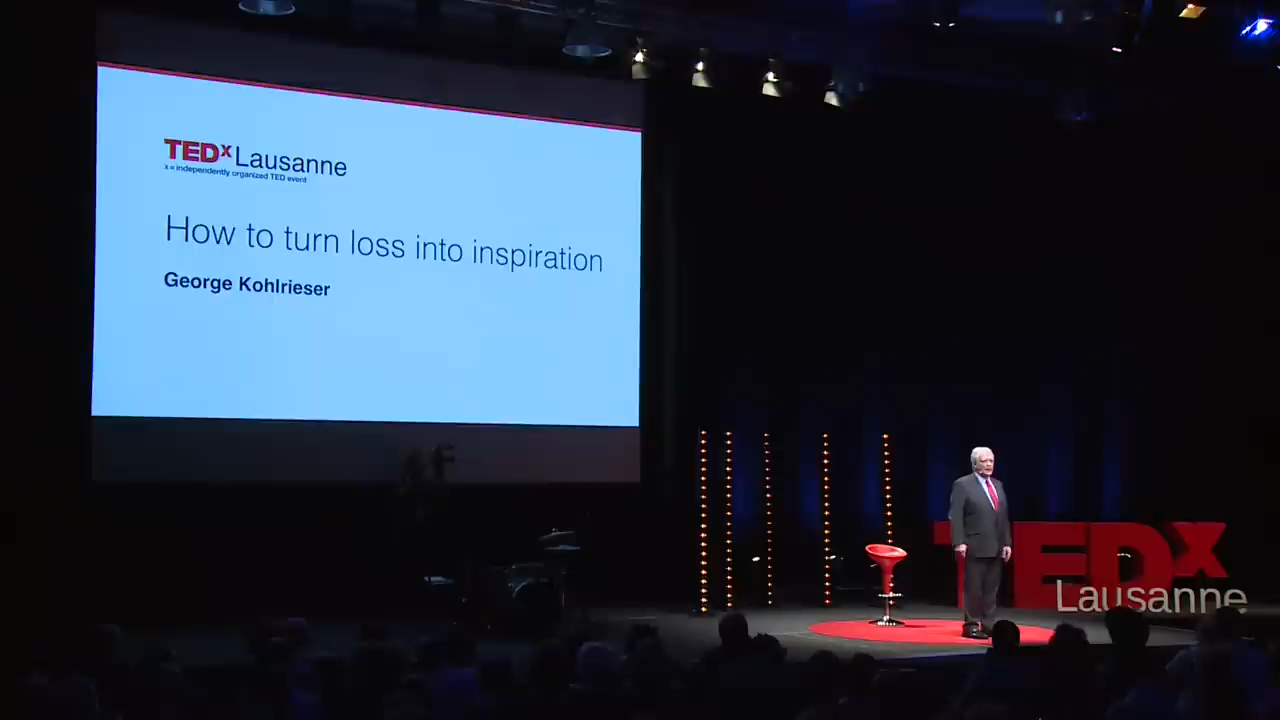 TEDx Lausanne
x = independently organized TED event
How to turn loss into inspiration
George Kohlrieser
TEDx
Lausanne